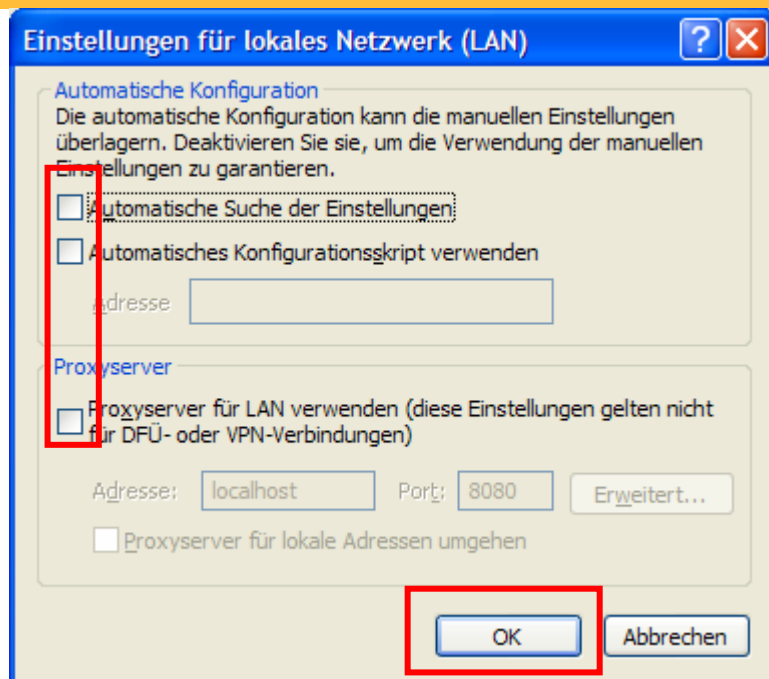 Einstellungen für lokales Netzwerk (LAN)
Automatische Konfiguration
Die automatische Konfiguration kann die manuellen Einstellungen
überlagern. Deaktivieren Sie sie, um die Verwendung der manuellen
Einstellungen zu garantieren.
Automatische Suche der Einstellungen
Automatisches Konfigurationsskript verwenden
Adresse
Proxyserver
Proxyserver für LAN verwenden (diese Einstellungen gelten nicht
für DFÜ- oder VPN-Verbindungen)
Adresse: localhost Port: 8080 Erweitert...
Proxyserver für lokale Adressen umgehen
OK Abbrechen